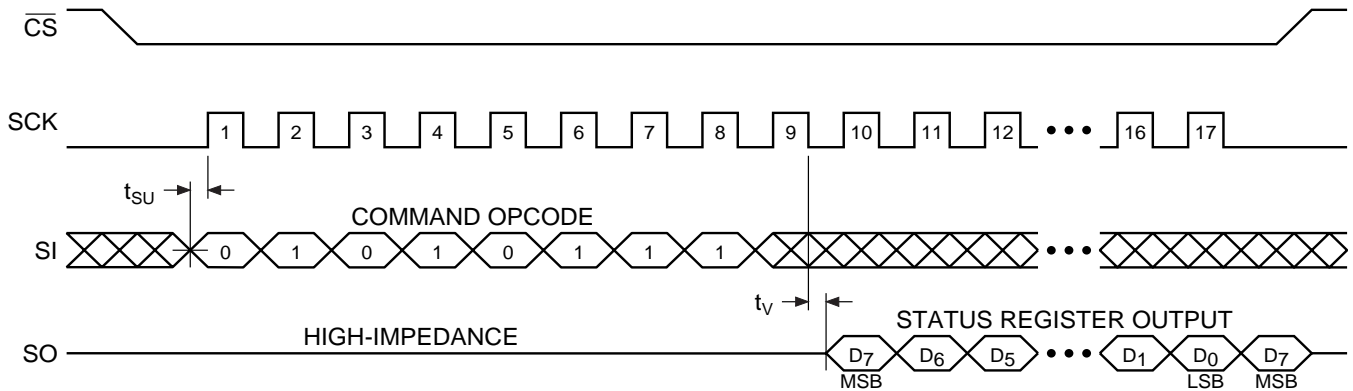 CS
SCK 1 2 3 4 5 6 7 8 9 10 11 12 ••• 16 17
tSU
COMMAND OPCODE
SI 0 1 0 1 0 1 1 1 •••
tV
HIGH-IMPEDANCE
STATUS REGISTER OUTPUT
SO D7 D6 D5 ••• D1 D0 D7
MSB LSB MSB